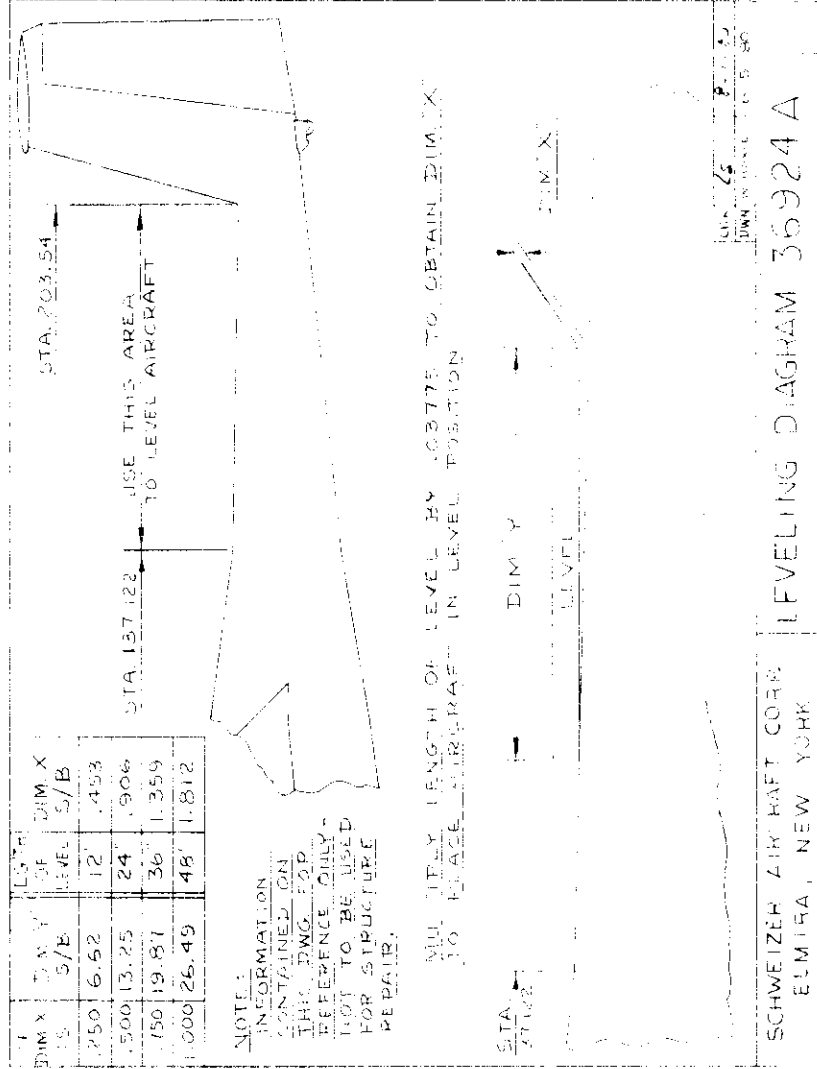 DIM X
DIM Y
S/B
LGTH
OF
LEVEL
DIM X
S/B
.250 6.62 12" .453
.500 13.25 24" .906
.750 19.87 36" 1.359
1.000 26.49 48" 1.812
STA. 203.54
STA. 137.122
USE THIS AREA
TO LEVEL AIRCRAFT
NOTE:
INFORMATION
CONTAINED ON
THIS DWG FOR
REFERENCE ONLY-
NOT TO BE USED
FOR STRUCTURE
REPAIR.
MULTIPLY LENGTH OF LEVEL BY .03775 TO OBTAIN DIM "X"
TO PLACE AIRCRAFT IN LEVEL POSITION
STA.
DIM Y
DIM "X"
LEVEL
DWN
SCHWEIZER AIRCRAFT CORP.
ELMIRA, NEW YORK
LEVELING DIAGRAM 36924 A